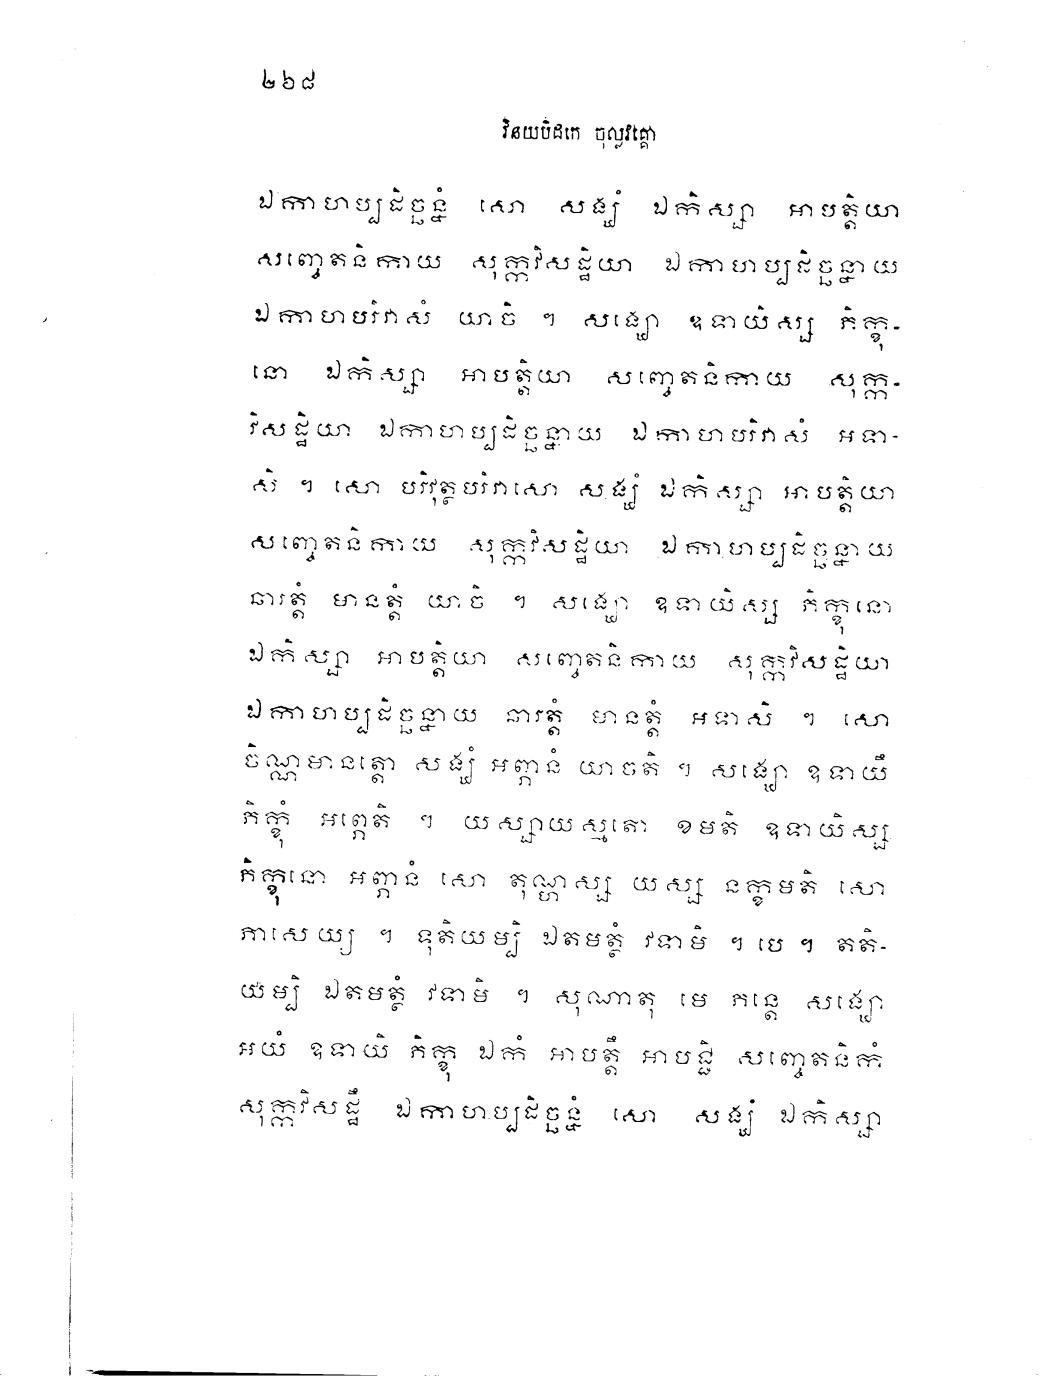 ២៦៨
វិនយបិដកេ ចុល្លវគ្គោ
ឯកាហប្បដិច្ឆន្នំ សោ សង្ឃំ ឯកិស្សា អាបត្តិយា
សញ្ចេតនិកាយ សុក្កវិសដ្ឋិយា ឯកាហប្បដិច្ឆន្នាយ
ឯកាហបរិវាសំ យាចិ ។ សង្ឃោ ឧទាយិស្ស ភិក្ខុ-
នោ ឯកិស្សា អាបត្តិយា សញ្ចេតនិកាយ សុក្ក-
វិសដ្ឋិយា ឯកាហប្បដិច្ឆន្នាយ ឯកាហបរិវាសំ អទា-
សិ ។ សោ បរិវុត្ថបរិវាសោ សង្ឃំ ឯកិស្សា អាបត្តិយា
សញ្ចេតនិកាយ សុក្កវិសដ្ឋិយា ឯកាហប្បដិច្ឆន្នាយ
ឆារត្តំ មានត្តំ យាចិ ។ សង្ឃោ ឧទាយិស្ស ភិក្ខុនោ
ឯកិស្សា អាបត្តិយា សញ្ចេតនិកាយ សុក្កវិសដ្ឋិយា
ឯកាហប្បដិច្ឆន្នាយ ឆារត្តំ មានត្តំ អទាសិ ។ សោ
ចិណ្ណមានត្តោ សង្ឃំ អព្ភានំ យាចតិ ។ សង្ឃោ ឧទាយឹ
ភិក្ខុំ អព្ភេតិ ។ យស្សាយស្មតោ ខមតិ ឧទាយិស្ស
ភិក្ខុនោ អព្ភានំ សោ តុណ្ហស្ស យស្ស នក្ខមតិ សោ
ភាសេយ្យ ។ ទុតិយម្បិ ឯតមត្ថំ វទាមិ ។ បេ ។ តតិ-
យម្បិ ឯតមត្ថំ វទាមិ ។ សុណាតុ មេ ភន្តេ សង្ឃោ
អយំ ឧទាយិ ភិក្ខុ ឯកំ អាបត្តឹ អាបជ្ជិ សញ្ចេតនិកំ
សុក្កវិសដ្ឋឹ ឯកាហប្បដិច្ឆន្នំ សោ សង្ឃំ ឯកិស្សា